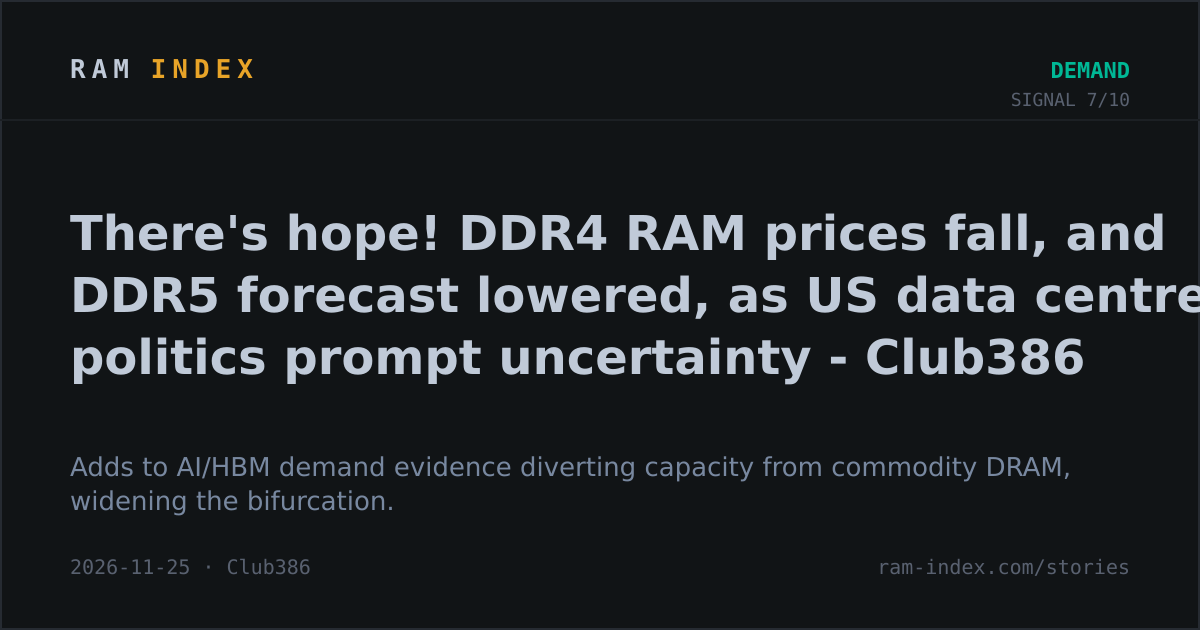 RAM INDEX
DEMAND
SIGNAL 7/10
There's hope! DDR4 RAM prices fall, and
DDR5 forecast lowered, as US data centre
politics prompt uncertainty - Club386
Adds to AI/HBM demand evidence diverting capacity from commodity DRAM,
widening the bifurcation.
2026-11-25 · Club386
ram-index.com/stories